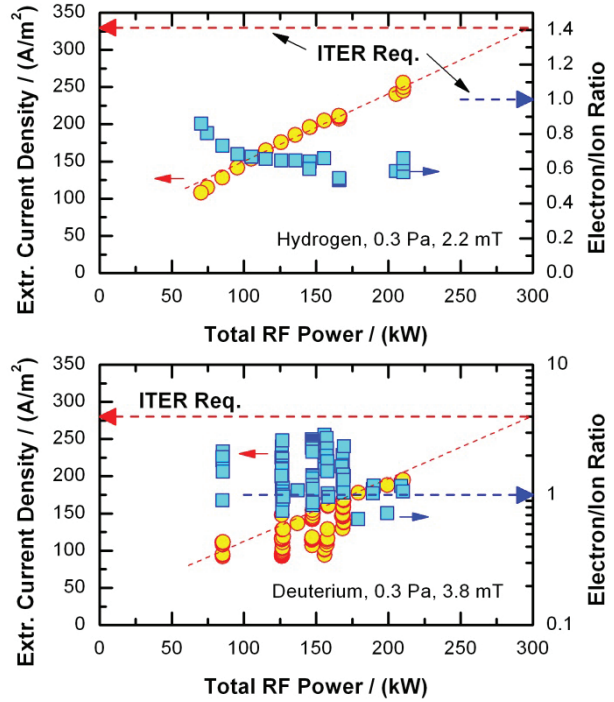 350
300
250
200
150
100
50
0
Extr. Current Density / (A/m²)
ITER Req.
1.4
1.2
1.0
0.8
0.6
0.4
0.2
0.0
Electron/Ion Ratio
Hydrogen, 0.3 Pa, 2.2 mT
0 50 100 150 200 250 300
Total RF Power / (kW)
350
300
250
200
150
100
50
0
Extr. Current Density / (A/m²)
ITER Req.
10
1
0.1
Electron/Ion Ratio
Deuterium, 0.3 Pa, 3.8 mT
0 50 100 150 200 250 300
Total RF Power / (kW)